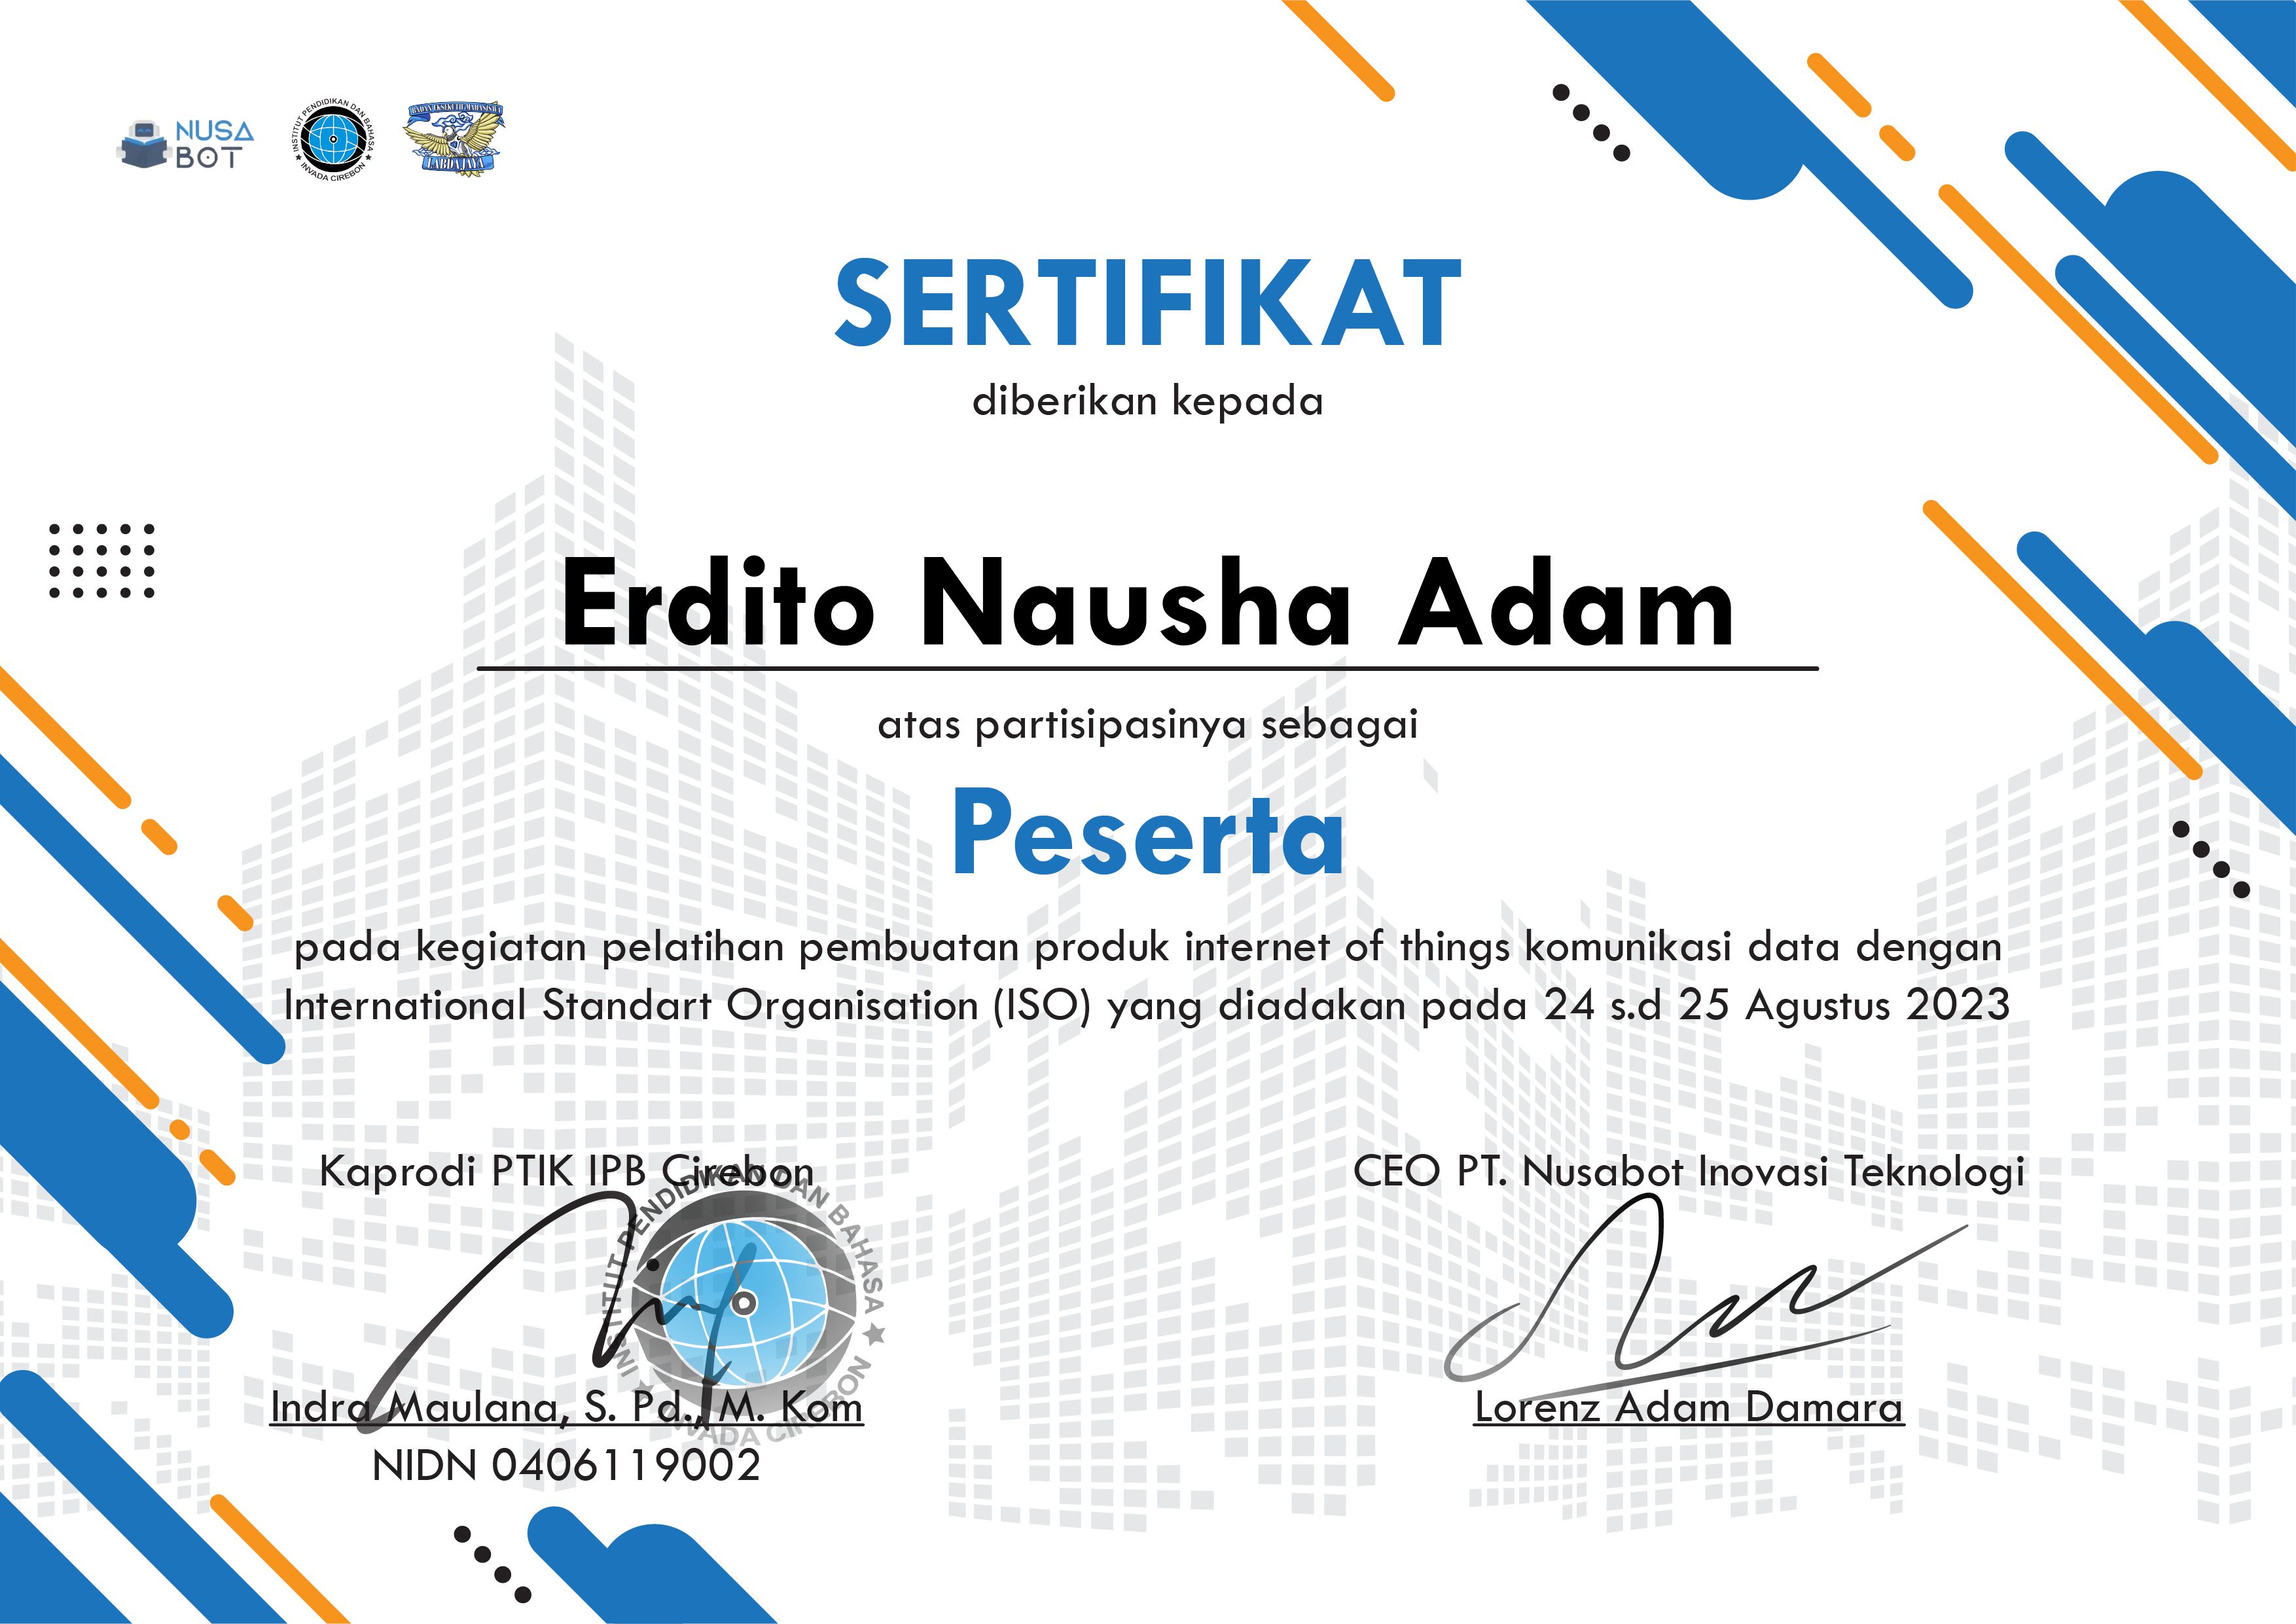 NUSA
BOT
INSTITUT PENDIDIKAN DAN BAHASA
INVADA CIREBON
BADAN EKSEKUTIF MAHASISWA
LABDA JAYA
SERTIFIKAT
diberikan kepada
Erdito Nausha Adam
atas partisipasinya sebagai
Peserta
pada kegiatan pelatihan pembuatan produk internet of things komunikasi data dengan
International Standart Organisation (ISO) yang diadakan pada 24 s.d 25 Agustus 2023
Kaprodi PTIK IPB Cirebon
CEO PT. Nusabot Inovasi Teknologi
INSTITUT PENDIDIKAN DAN BAHASA
INVADA CIREBON
Indra Maulana, S. Pd., M. Kom
Lorenz Adam Damara
NIDN 0406119002